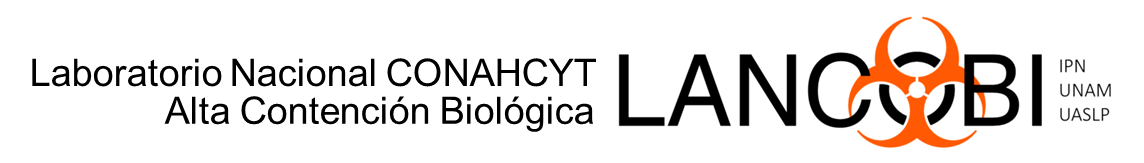 Laboratorio Nacional CONAHCYT
Alta Contención Biológica
LANCOBI
IPN
UNAM
UASLP